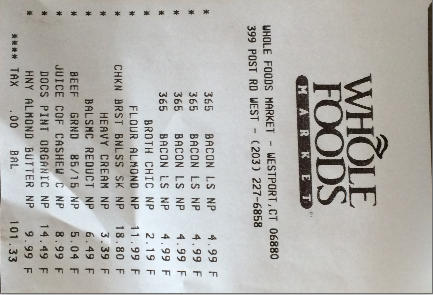 WHOLE
FOODS
MARKET
WHOLE FOODS MARKET - WESTPORT,CT 06880
399 POST RD WEST - (203) 227-6858
* 365 BACON LS NP 4.99 F
* 365 BACON LS NP 4.99 F
* 365 BACON LS NP 4.99 F
* 365 BACON LS NP 4.99 F
* BROTH CHIC NP 2.19 F
* FLOUR ALMOND NP 11.99 F
* CHKN BRST BNLSS SK NP 18.80 F
* HEAVY CREAM NP 3.39 F
* BALSMC REDUCT NP 6.49 F
* BEEF GRND 85/15 NP 5.04 F
* JUICE COF CASHEW C NP 8.99 F
* DOCS PINT ORGANIC NP 14.49 F
* HNY ALMOND BUTTER NP 9.99 F
**** TAX .00 BAL 101.33